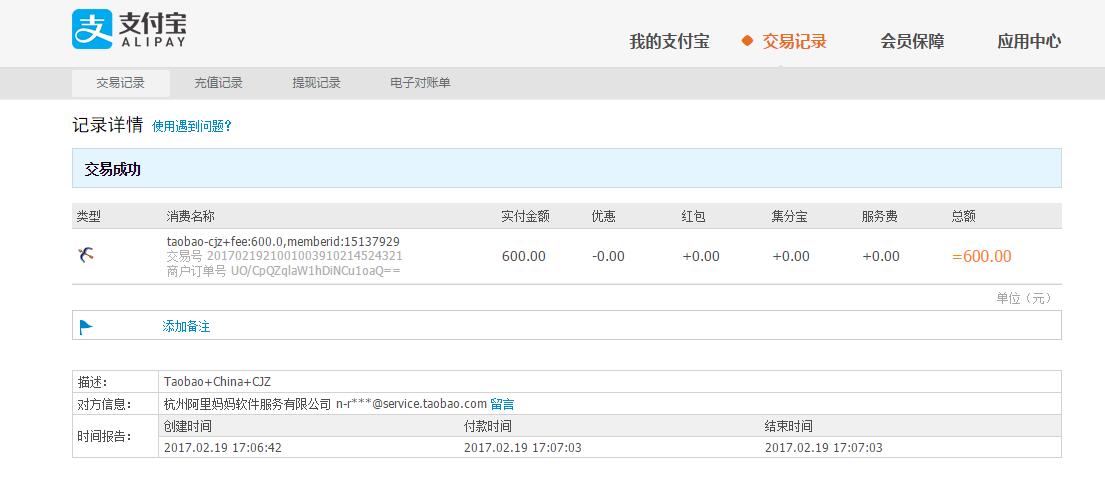 支付宝
ALIPAY
我的支付宝 交易记录 会员保障 应用中心
交易记录 充值记录 提现记录 电子对账单
记录详情 使用遇到问题?
交易成功
类型 消费名称 实付金额 优惠 红包 集分宝 服务费 总额
taobao-cjz+fee:600.0,memberid:15137929
交易号 2017021921001003910214524321
商户订单号 UO/CpQZqlaW1hDiNCu1oaQ==
600.00 -0.00 +0.00 +0.00 +0.00 =600.00
单位（元）
添加备注
描述： Taobao+China+CJZ
对方信息： 杭州阿里妈妈软件服务有限公司 n-r***@service.taobao.com 留言
时间报告： 创建时间 付款时间 结束时间
2017.02.19 17:06:42 2017.02.19 17:07:03 2017.02.19 17:07:03